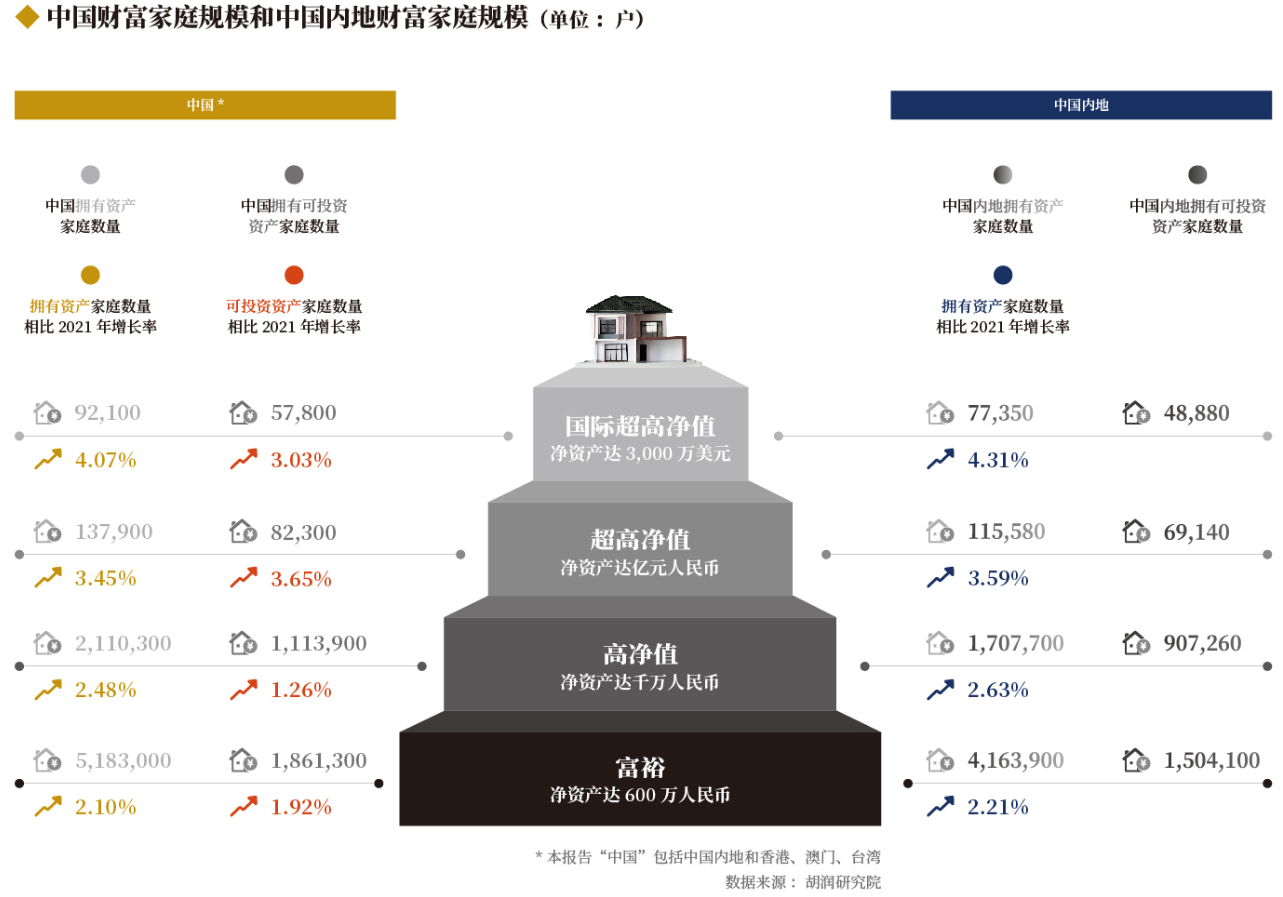 中国财富家庭规模和中国内地财富家庭规模（单位：户）
中国 *
中国内地
中国拥有资产
家庭数量
中国拥有可投资
资产家庭数量
中国内地拥有资产
家庭数量
中国内地拥有可投资
资产家庭数量
拥有资产家庭数量
相比 2021 年增长率
可投资资产家庭数量
相比 2021 年增长率
拥有资产家庭数量
相比 2021 年增长率
92,100
57,800
国际超高净值
净资产达 3,000 万美元
77,350
48,880
4.07%
3.03%
4.31%
137,900
82,300
超高净值
净资产达亿元人民币
115,580
69,140
3.45%
3.65%
3.59%
2,110,300
1,113,900
高净值
净资产达千万人民币
1,707,700
907,260
2.48%
1.26%
2.63%
5,183,000
1,861,300
富裕
净资产达 600 万人民币
4,163,900
1,504,100
2.10%
1.92%
2.21%
* 本报告“中国”包括中国内地和香港、澳门、台湾
数据来源：胡润研究院